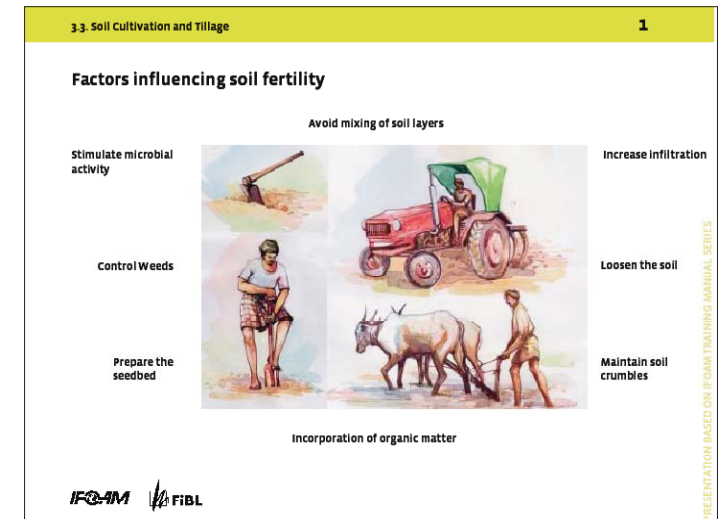 3.3. Soil Cultivation and Tillage
1
Factors influencing soil fertility
Avoid mixing of soil layers
Stimulate microbial
activity
Increase infiltration
Control Weeds
Loosen the soil
Prepare the
seedbed
Maintain soil
crumbles
Incorporation of organic matter
IFOAM
FiBL
PRESENTATION BASED ON IFOAM TRAINING MANUAL SERIES